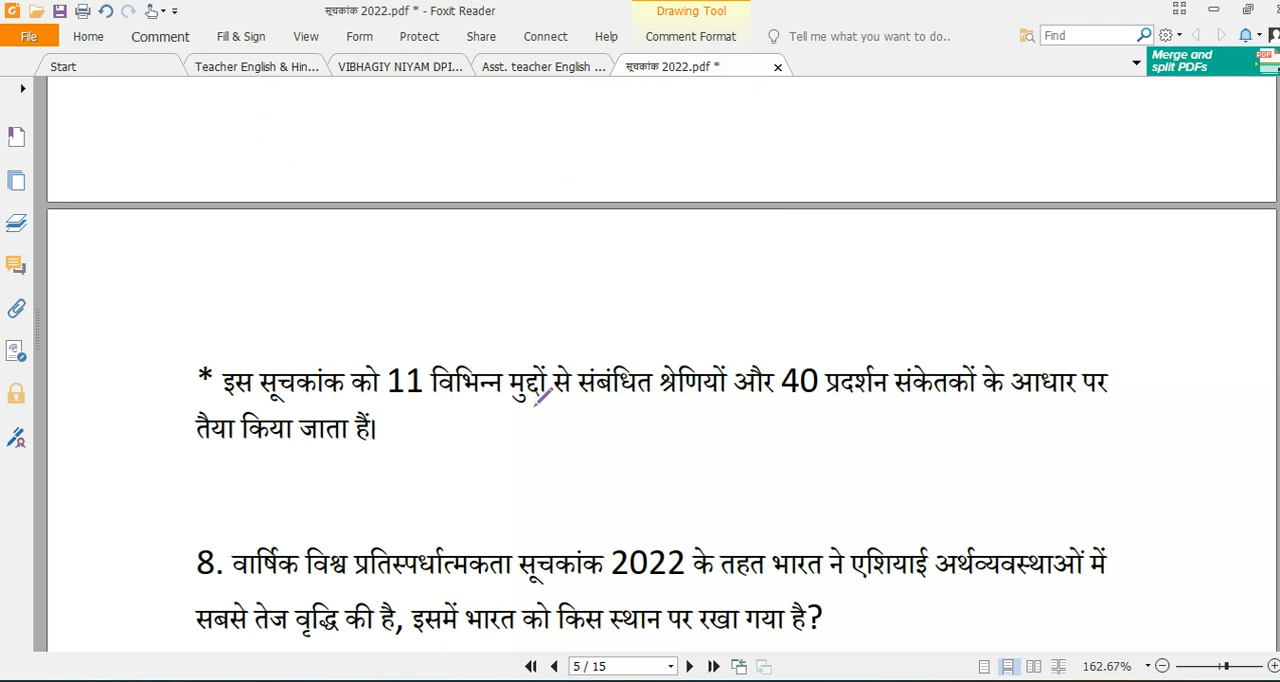 सूचकांक 2022.pdf * - Foxit Reader
Drawing Tool
File Home Comment Fill & Sign View Form Protect Share Connect Help Comment Format Tell me what you want to do.. Find
Start Teacher English & Hin... VIBHAGIY NIYAM DPI... Asst. teacher English ... सूचकांक 2022.pdf * Merge and split PDFs
* इस सूचकांक को 11 विभिन्न मुद्दों से संबंधित श्रेणियों और 40 प्रदर्शन संकेतकों के आधार पर
तैया किया जाता हैं।
8. वार्षिक विश्व प्रतिस्पर्धात्मकता सूचकांक 2022 के तहत भारत ने एशियाई अर्थव्यवस्थाओं में
सबसे तेज वृद्धि की है, इसमें भारत को किस स्थान पर रखा गया है?
5 / 15 162.67%